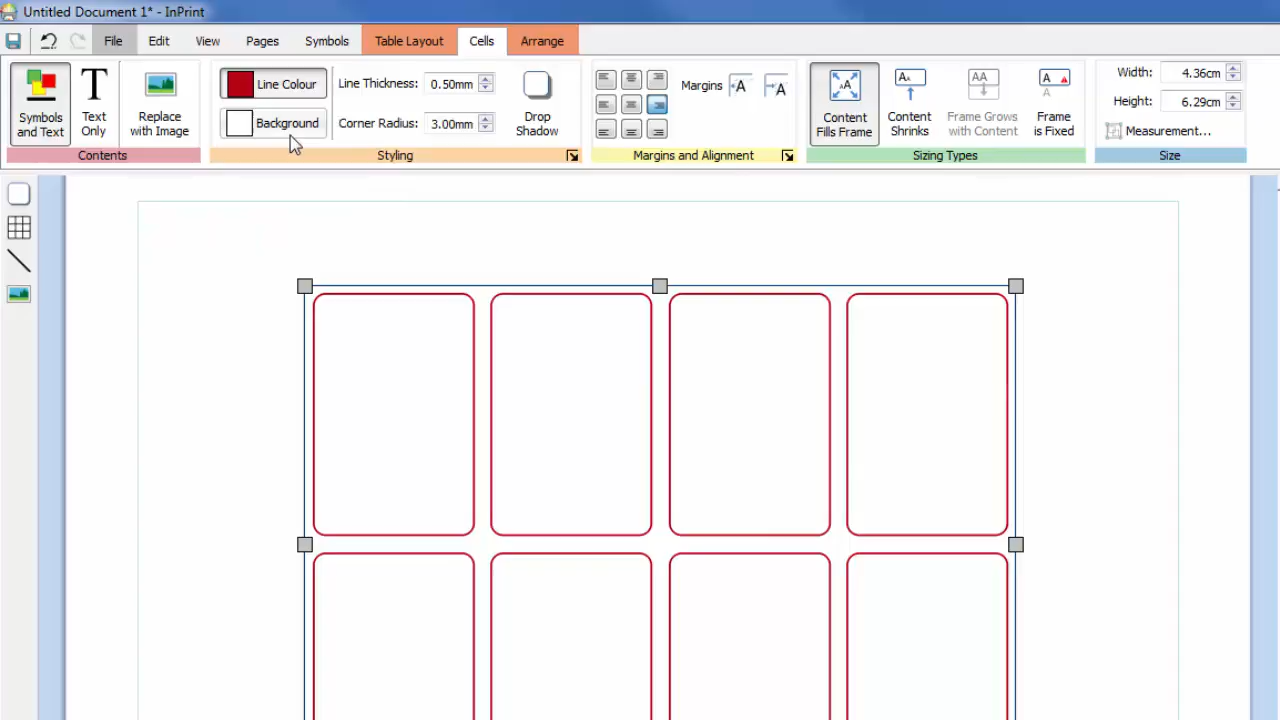 Untitled Document 1* - InPrint
File Edit View Pages Symbols Table Layout Cells Arrange
Symbols
and Text
Text
Only
Replace
with Image
Contents
Line Colour
Background
Line Thickness: 0.50mm
Corner Radius: 3.00mm
Drop
Shadow
Styling
Margins A A
Margins and Alignment
A
Content
Fills Frame
AA
Content
Shrinks
AA
Frame Grows
with Content
A
A
Frame
is Fixed
Sizing Types
Width: 4.36cm
Height: 6.29cm
Measurement...
Size